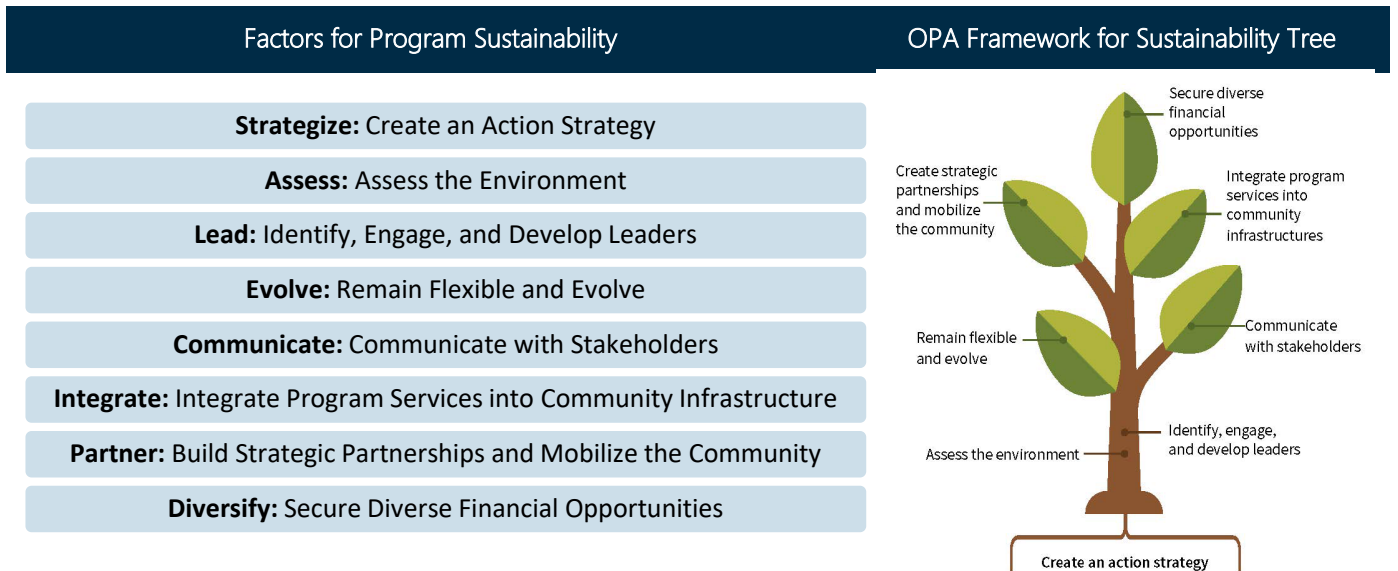 Factors for Program Sustainability
OPA Framework for Sustainability Tree
Strategize: Create an Action Strategy
Assess: Assess the Environment
Lead: Identify, Engage, and Develop Leaders
Evolve: Remain Flexible and Evolve
Communicate: Communicate with Stakeholders
Integrate: Integrate Program Services into Community Infrastructure
Partner: Build Strategic Partnerships and Mobilize the Community
Diversify: Secure Diverse Financial Opportunities
Secure diverse
financial
opportunities
Create strategic
partnerships
and mobilize
the community
Integrate program
services into
community
infrastructures
Remain flexible
and evolve
Communicate
with stakeholders
Identify, engage,
and develop leaders
Assess the environment
Create an action strategy